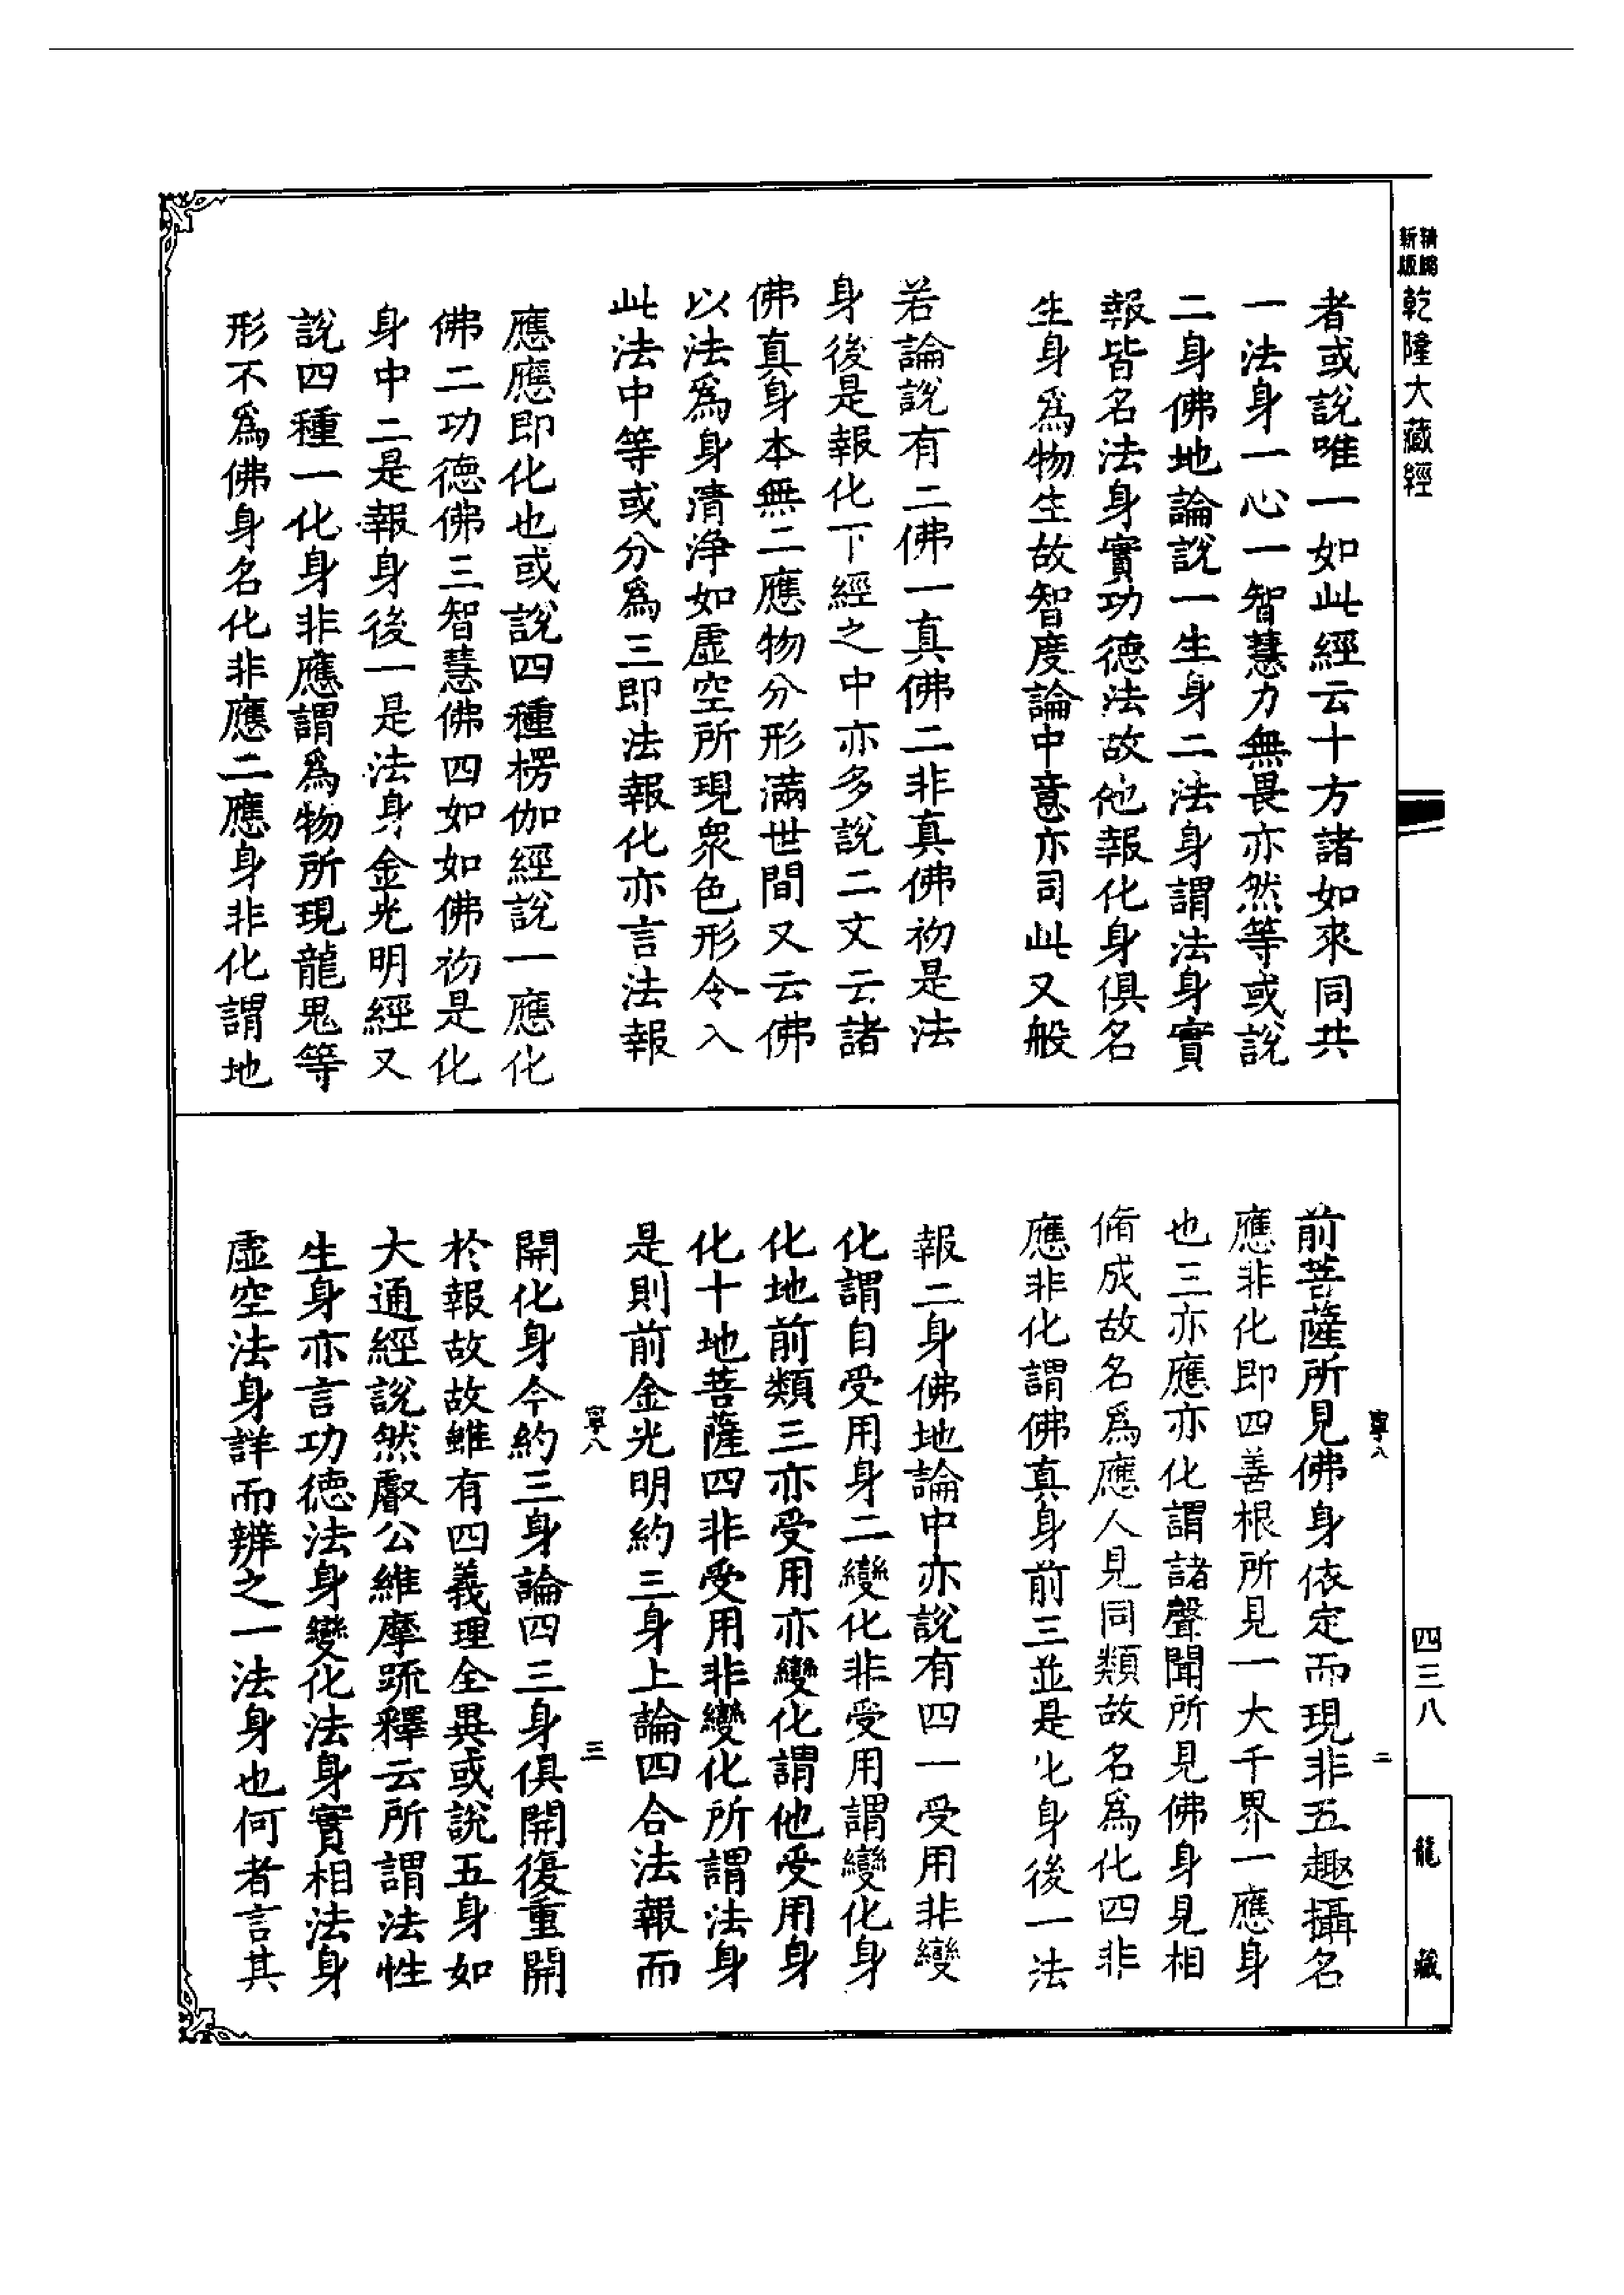 精縮
新版
乾隆大藏經
者或說唯一如此經云十方諸如來同共
一法身一心一智慧力無畏亦然等或說
二身佛地論說一生身二法身謂法身實
報皆名法身實功德法故他報化身俱名
生身為物生故智度論中意亦司此又般
若論說有二佛一真佛二非真佛初是法
身後是報化下經之中亦多說二文云諸
佛真身本無二應物分形滿世間又云佛
以法為身清淨如虛空所現衆色形令入
此法中等或分為三即法報化亦言法報
應應即化也或說四種楞伽經說一應化
佛二功德佛三智慧佛四如如佛初是化
身中二是報身後一是法身金光明經又
說四種一化身非應謂為物所現龍鬼等
形不為佛身名化非應二應身非化謂地
寧八
二
前菩薩所見佛身依定而現非五趣攝名
應非化即四善根所見一大千界一應身
也三亦應亦化謂諸聲聞所見佛身見相
脩成故名為應人見同類故名為化四非
應非化謂佛真身前三並是化身後一法
報二身佛地論中亦說有四一受用非變
化謂自受用身二變化非受用謂變化身
化地前類三亦受用亦變化謂他受用身
化十地菩薩四非受用非變化所謂法身
是則前金光明約三身上論四合法報而
寧八
三
開化身今約三身論四三身俱開復重開
於報故故雖有四義理全異或說五身如
大通經說然叡公維摩疏釋云所謂法性
生身亦言功德法身變化法身實相法身
虛空法身詳而辨之一法身也何者言其
四三八
龍藏